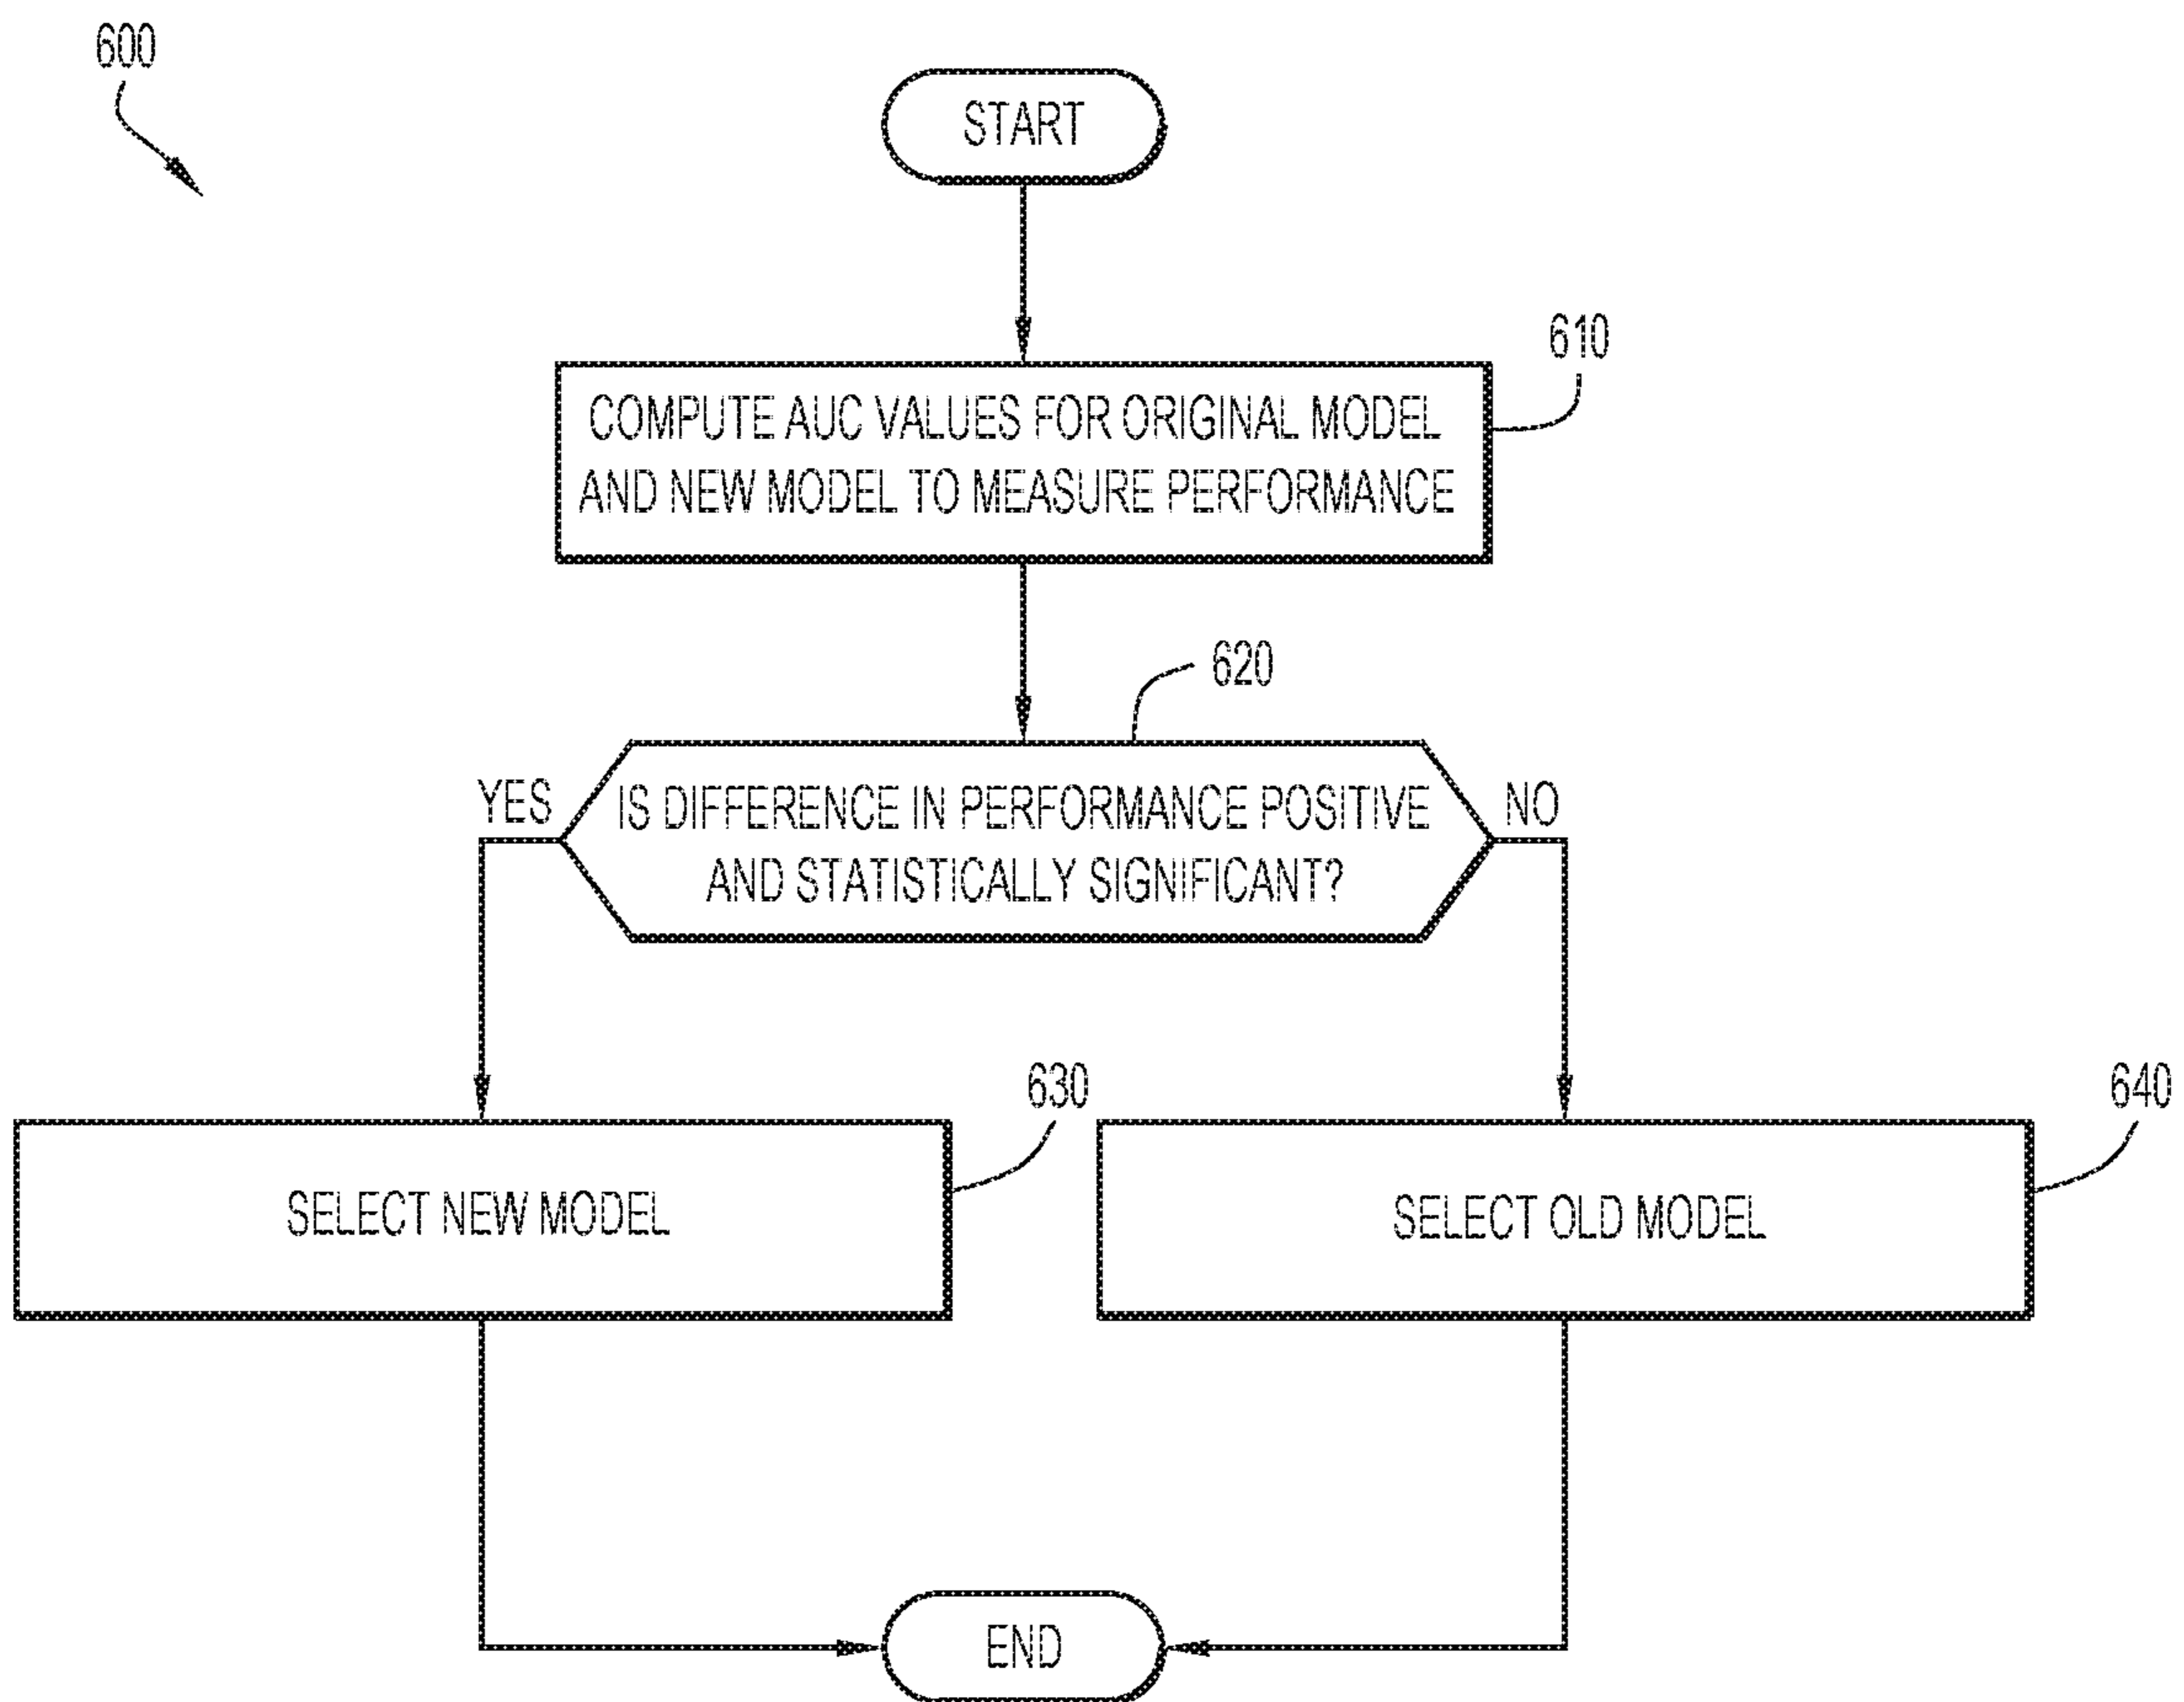 600
START
610
COMPUTE AUC VALUES FOR ORIGINAL MODEL
AND NEW MODEL TO MEASURE PERFORMANCE
620
YES
IS DIFFERENCE IN PERFORMANCE POSITIVE
AND STATISTICALLY SIGNIFICANT?
NO
630
SELECT NEW MODEL
640
SELECT OLD MODEL
END